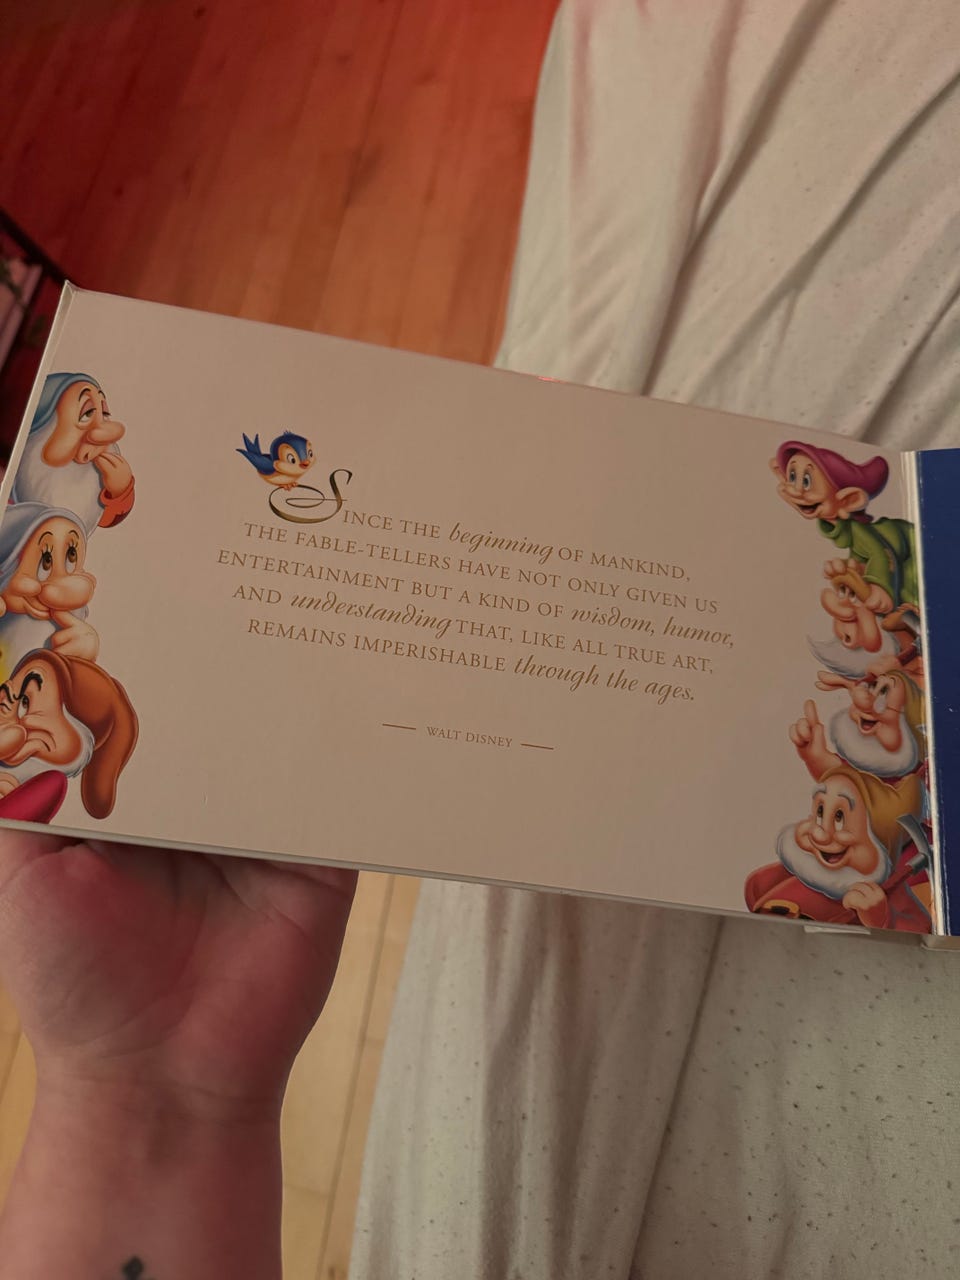 SINCE THE beginning OF MANKIND,
THE FABLE-TELLERS HAVE NOT ONLY GIVEN US
ENTERTAINMENT BUT A KIND OF wisdom, humor,
AND understanding THAT, LIKE ALL TRUE ART,
REMAINS IMPERISHABLE through the ages.
WALT DISNEY